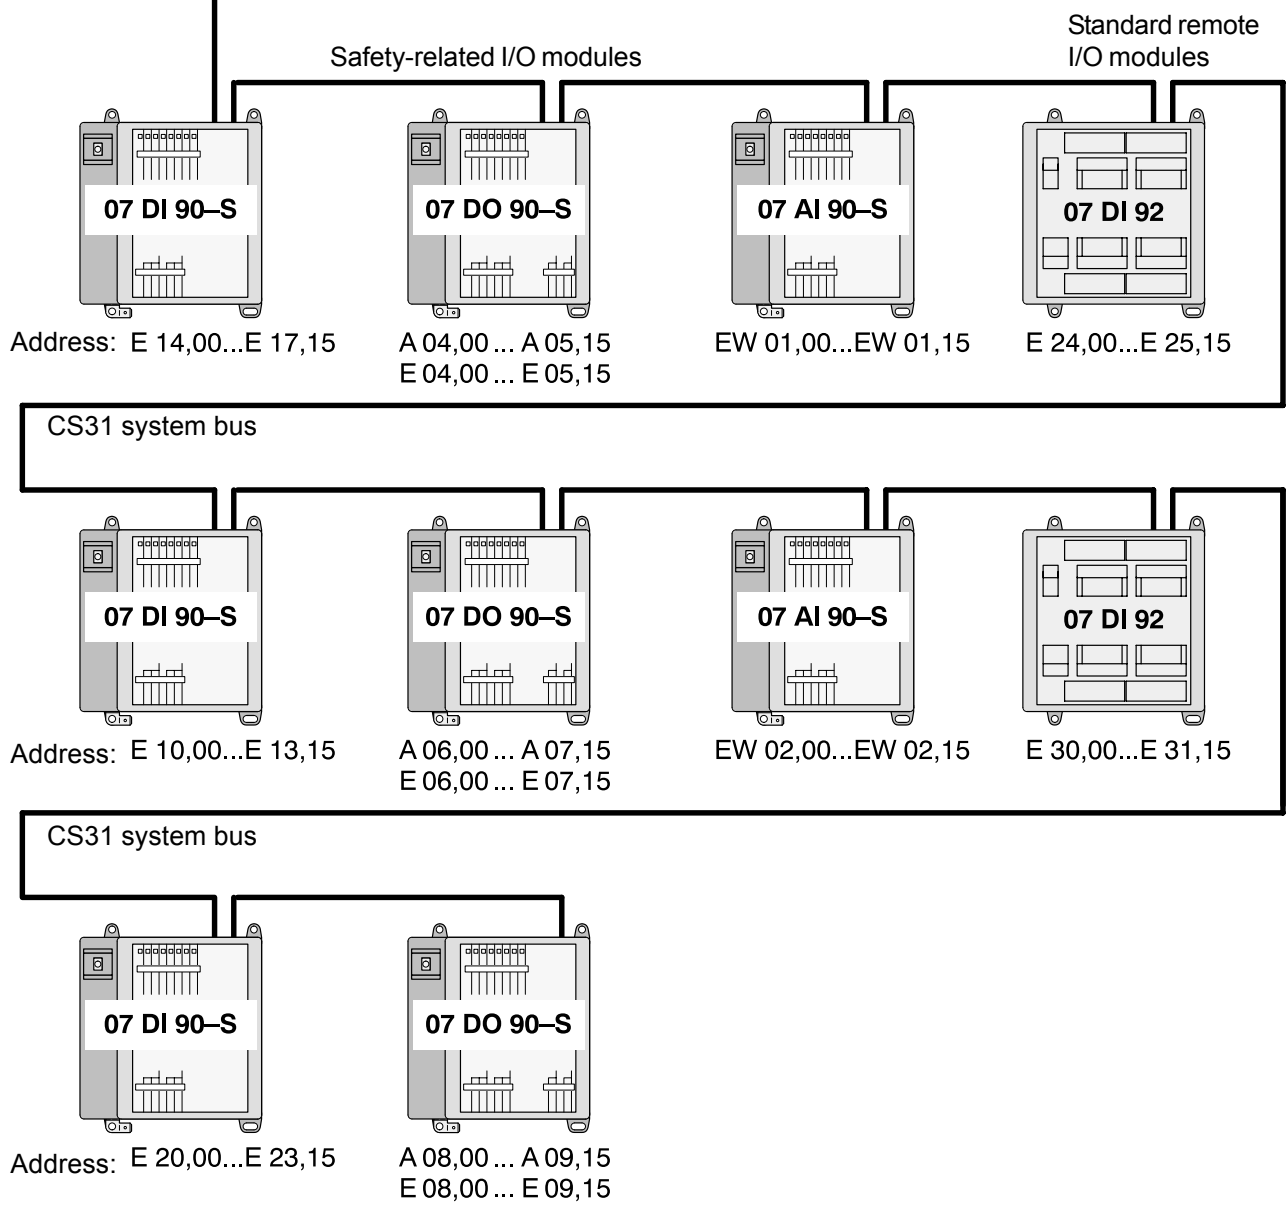 Safety-related I/O modules
Standard remote
I/O modules
07 DI 90–S
07 DO 90–S
07 AI 90–S
07 DI 92
Address: E 14,00...E 17,15
A 04,00 ... A 05,15
E 04,00 ... E 05,15
EW 01,00...EW 01,15
E 24,00...E 25,15
CS31 system bus
07 DI 90–S
07 DO 90–S
07 AI 90–S
07 DI 92
Address: E 10,00...E 13,15
A 06,00 ... A 07,15
E 06,00 ... E 07,15
EW 02,00...EW 02,15
E 30,00...E 31,15
CS31 system bus
07 DI 90–S
07 DO 90–S
Address: E 20,00...E 23,15
A 08,00 ... A 09,15
E 08,00 ... E 09,15